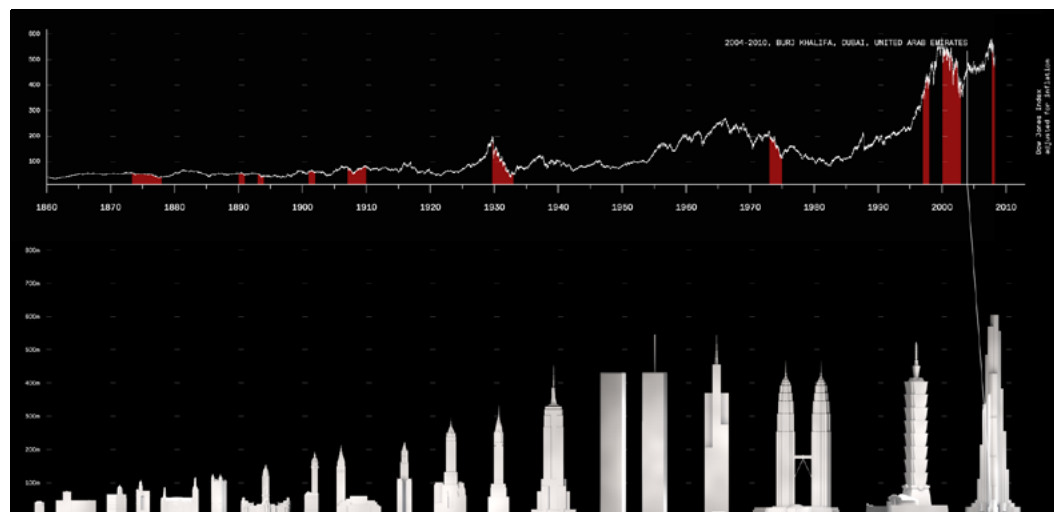 600
2004-2010, BURJ KHALIFA, DUBAI, UNITED ARAB EMIRATES
500
400
300
200
100
Dow Jones Index
adjusted for inflation
1860 1870 1880 1890 1900 1910 1920 1930 1940 1950 1960 1970 1980 1990 2000 2010
800m
700m
600m
500m
400m
300m
200m
100m